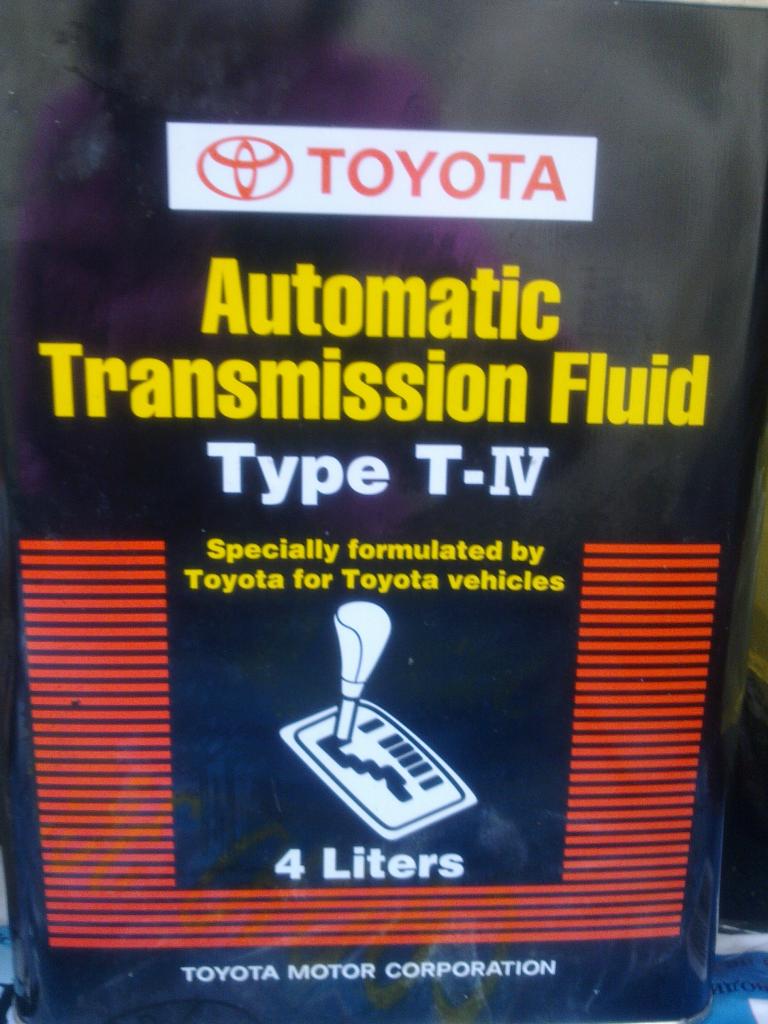 TOYOTA
Automatic
Transmission Fluid
Type T-IV
Specially formulated by
Toyota for Toyota vehicles
4 Liters
TOYOTA MOTOR CORPORATION